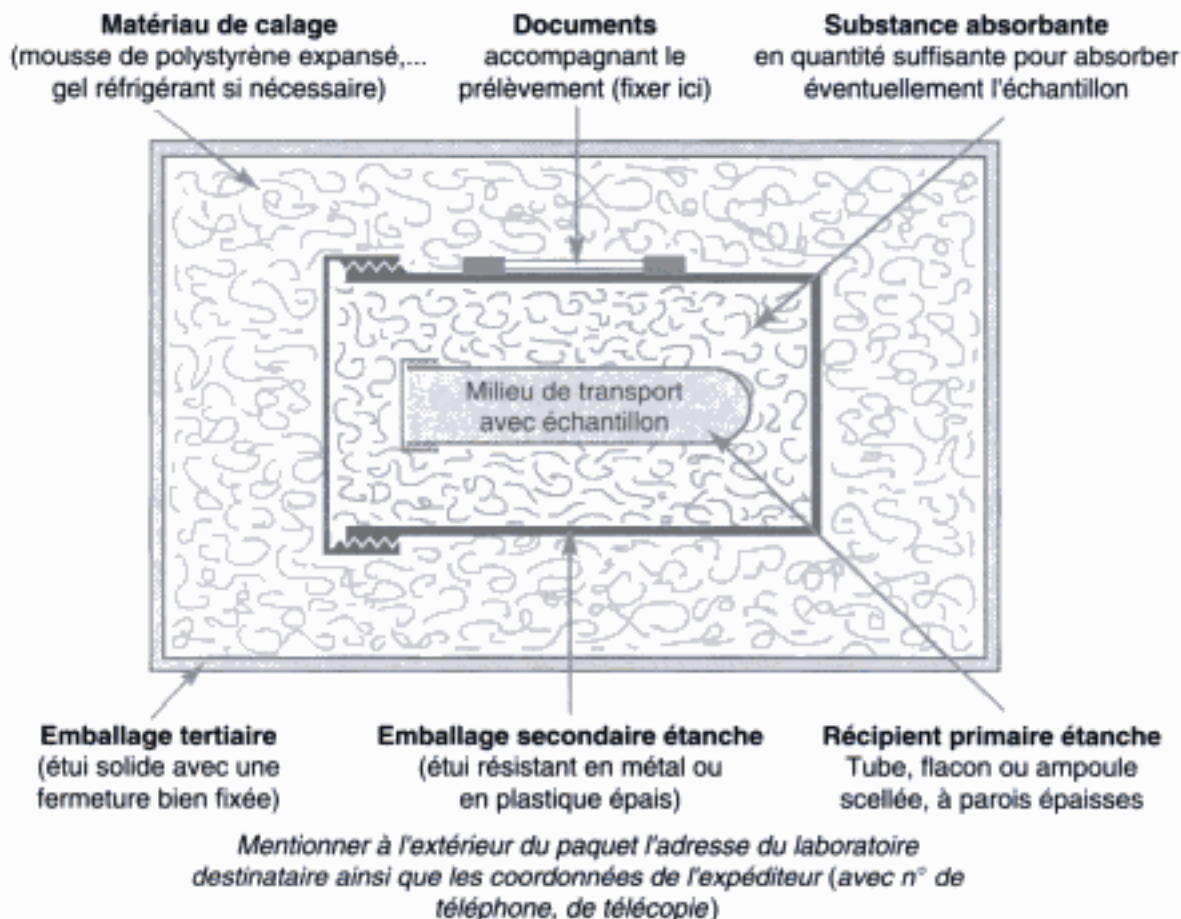 Matériau de calage
(mousse de polystyrène expansé,...
gel réfrigérant si nécessaire)
Documents
accompagnant le
prélèvement (fixer ici)
Substance absorbante
en quantité suffisante pour absorber
éventuellement l'échantillon
Milieu de transport
avec échantillon
Emballage tertiaire
(étui solide avec une
fermeture bien fixée)
Emballage secondaire étanche
(étui résistant en métal ou
en plastique épais)
Récipient primaire étanche
Tube, flacon ou ampoule
scellée, à parois épaisses
Mentionner à l'extérieur du paquet l'adresse du laboratoire
destinataire ainsi que les coordonnées de l'expéditeur (avec n° de
téléphone, de télécopie)